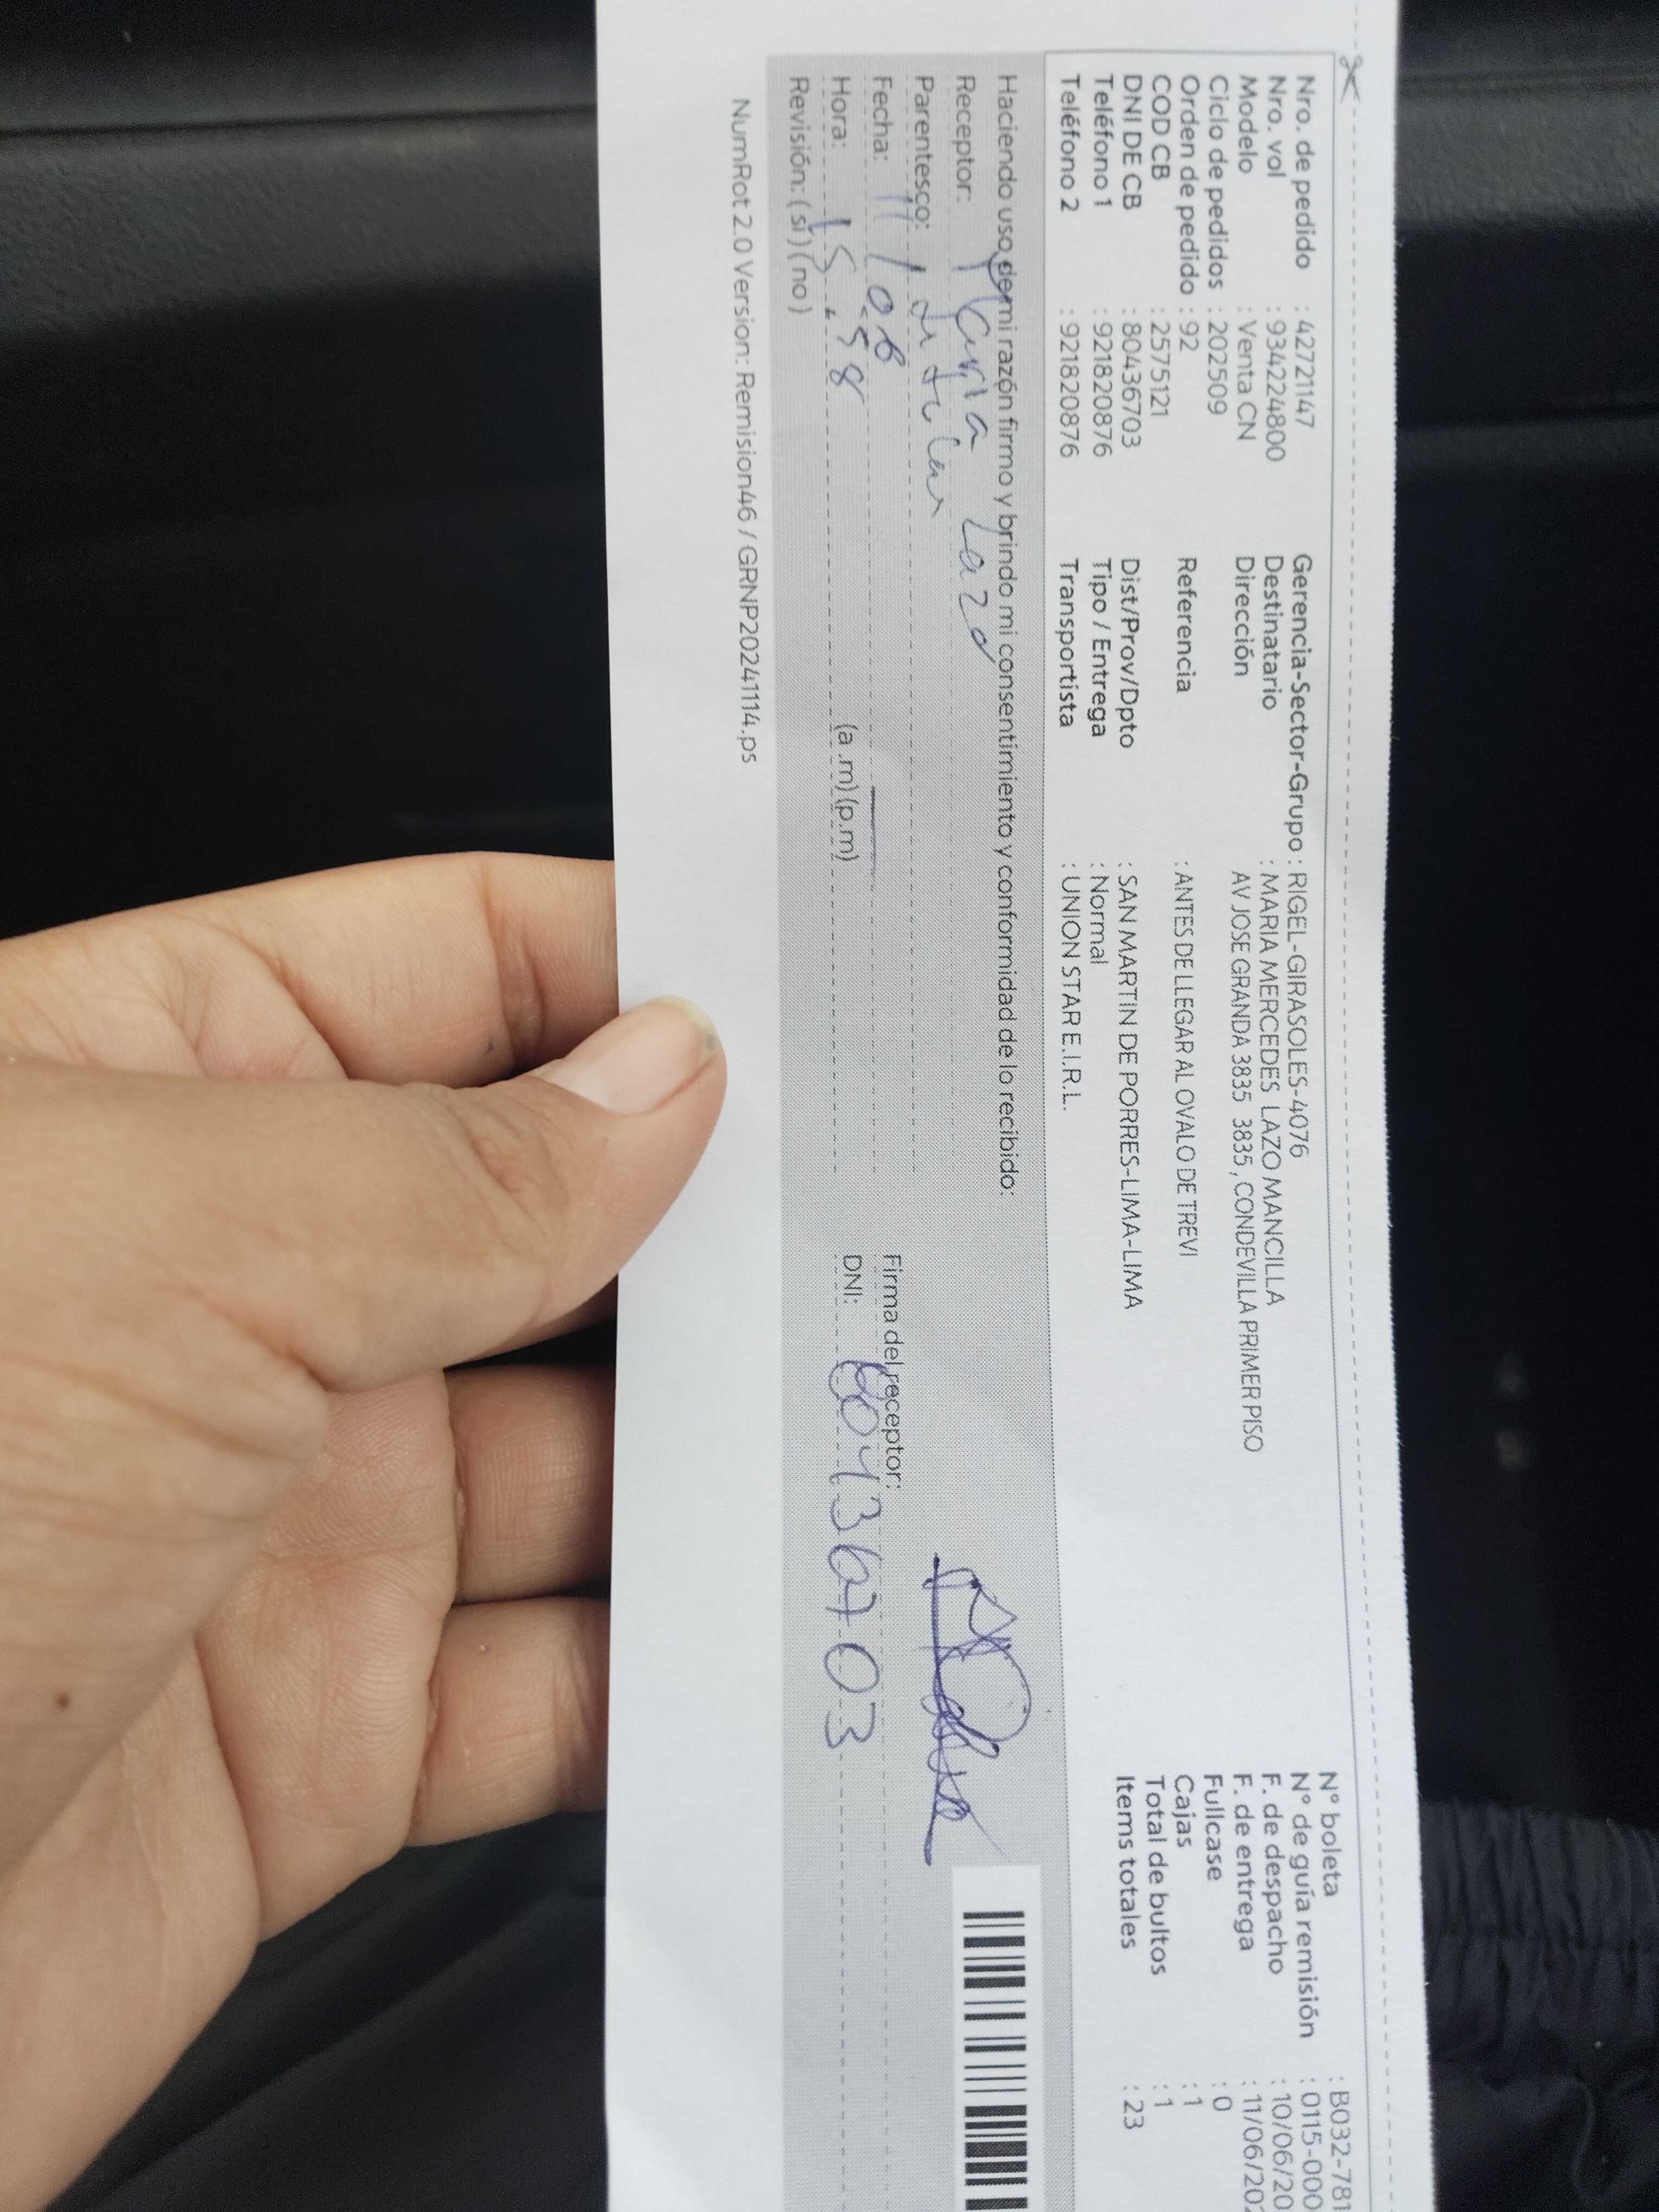 Nro. de pedido : 42721147
Nro. vol : 9342224800
Modelo : Venta CN
Ciclo de pedidos : 202509
Orden de pedido : 92
COD CB : 2575121
DNI DE CB : 80436703
Teléfono 1 : 921820876
Teléfono 2 : 921820876
Gerencia-Sector-Grupo : RIGEL-GIRASOLES-4076
Destinatario : MARIA MERCEDES LAZO MANCILLA
Dirección AV JOSE GRANDA 3835 3835 , CONDEVILLA PRIMER PISO
Referencia : ANTES DE LLEGAR AL OVALO DE TREVI
Dist/Prov/Dpto : SAN MARTIN DE PORRES-LIMA-LIMA
Tipo / Entrega : Normal
Transportista : UNION STAR E.I.R.L.
N° boleta : B032-781
N° de guía remisión : 0115-000
F. de despacho : 10/06/20
F. de entrega : 11/06/202
Fullcase : 0
Cajas : 1
Total de bultos : 1
Items totales : 23
Haciendo uso de mi razón firmo y brindo mi consentimiento y conformidad de lo recibido:
Receptor: Maria Lazo
Parentesco: titular
Fecha: 11/06
Hora: 15:58 (a.m)(p.m)
Revisión: ( si ) ( no )
Firma del receptor:
DNI: 80436703
NumRot 2.0 Version: Remision46 / GRNP20241114.ps